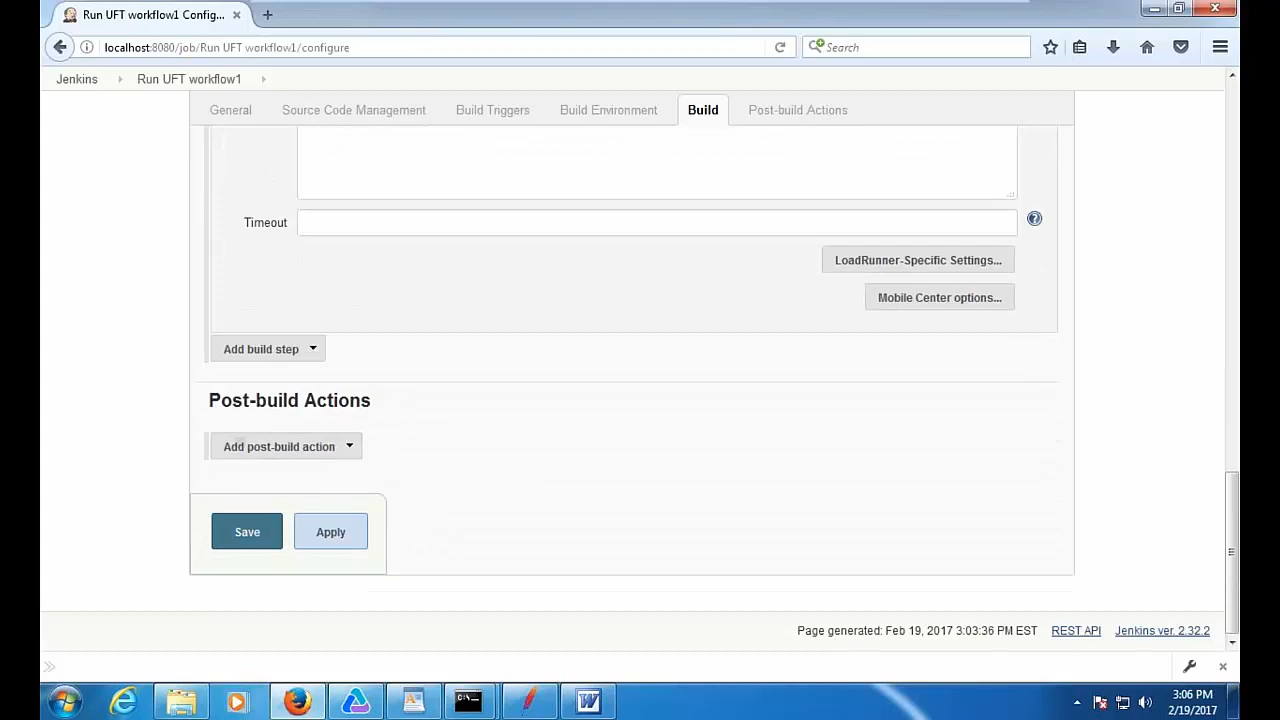 Run UFT workflow1 Config...
localhost:8080/job/Run UFT workflow1/configure
Search
Jenkins
Run UFT workflow1
General
Source Code Management
Build Triggers
Build Environment
Build
Post-build Actions
Timeout
LoadRunner-Specific Settings...
Mobile Center options...
Add build step
Post-build Actions
Add post-build action
Save
Apply
Page generated: Feb 19, 2017 3:03:36 PM EST
REST API
Jenkins ver. 2.32.2
3:06 PM
2/19/2017